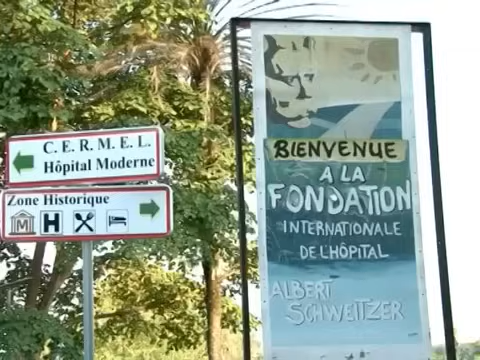 C. E. R. M. E. L.
Hôpital Moderne
Zone Historique
M H
BIENVENUE
A LA
FONDATION
INTERNATIONALE
DE L'HÔPITAL
ALBERT
SCHWEITZER